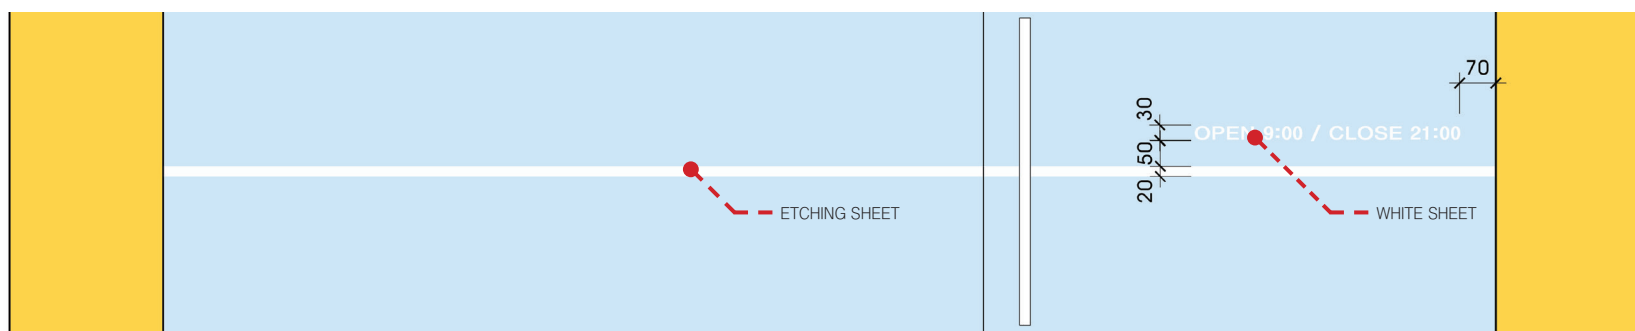 70
30
OPEN 9:00 / CLOSE 21:00
50
20
ETCHING SHEET
WHITE SHEET